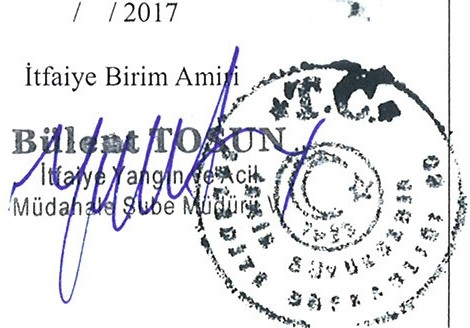 / / 2017
İtfaiye Birim Amiri
Bülent TOSUN
İtfaiye Yangın ve Acil
Müdahale Şube Müdürü V.
T.C.